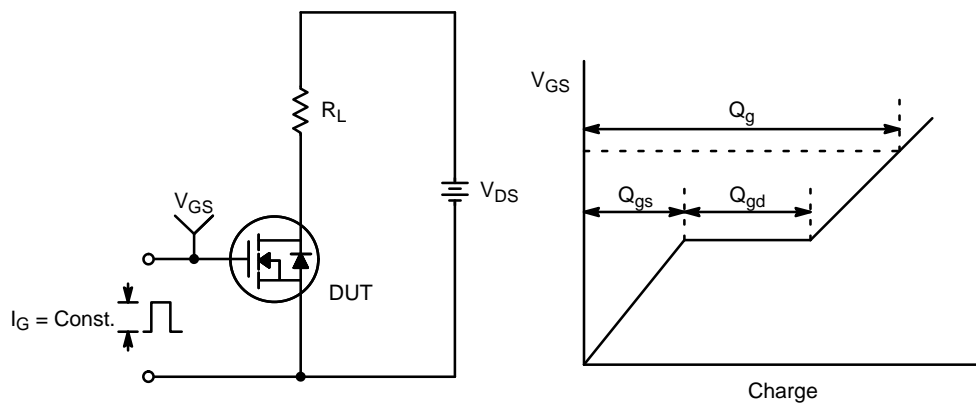 R_L
V_GS
V_DS
DUT
I_G = Const.
V_GS
Q_g
Q_gs
Q_gd
Charge